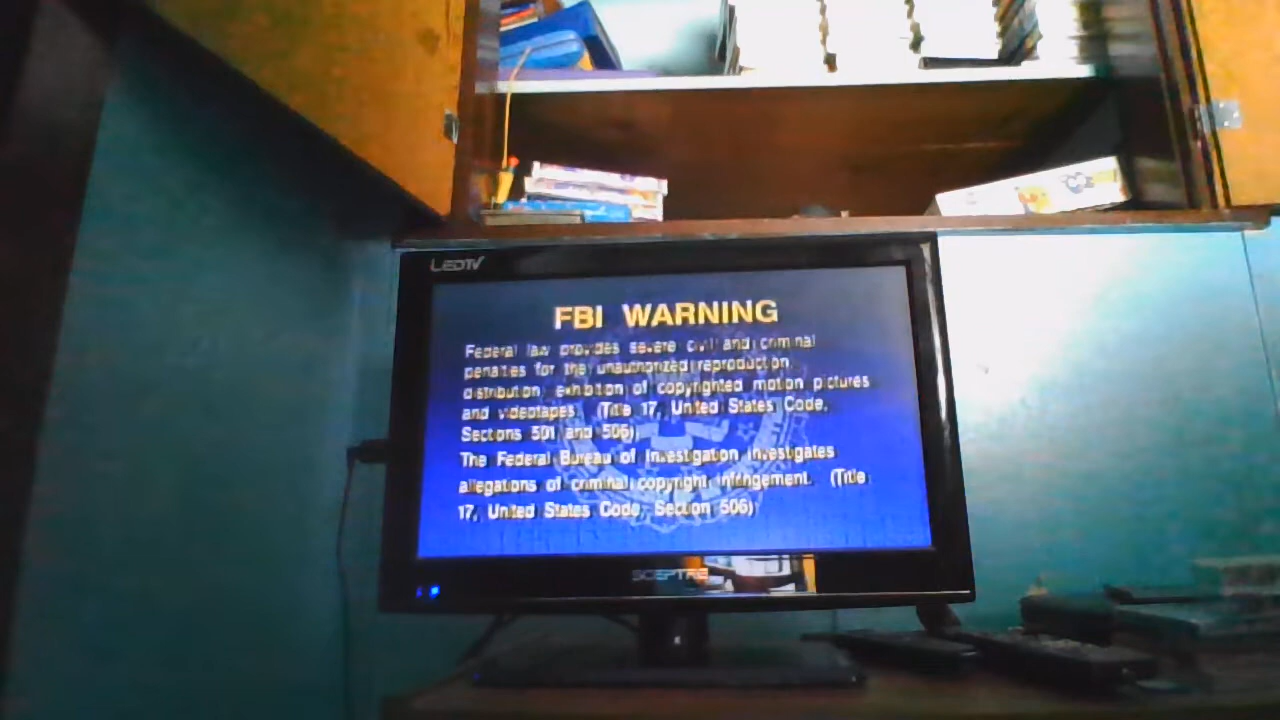 LEDTV
FBI WARNING
Federal law provides severe civil and criminal
penalties for the unauthorized reproduction,
distribution, exhibition of copyrighted motion pictures
and videotapes. (Title 17, United States Code,
Sections 501 and 506)
The Federal Bureau of Investigation investigates
allegations of criminal copyright infringement. (Title
17, United States Code, Section 506)
SCEPTRE